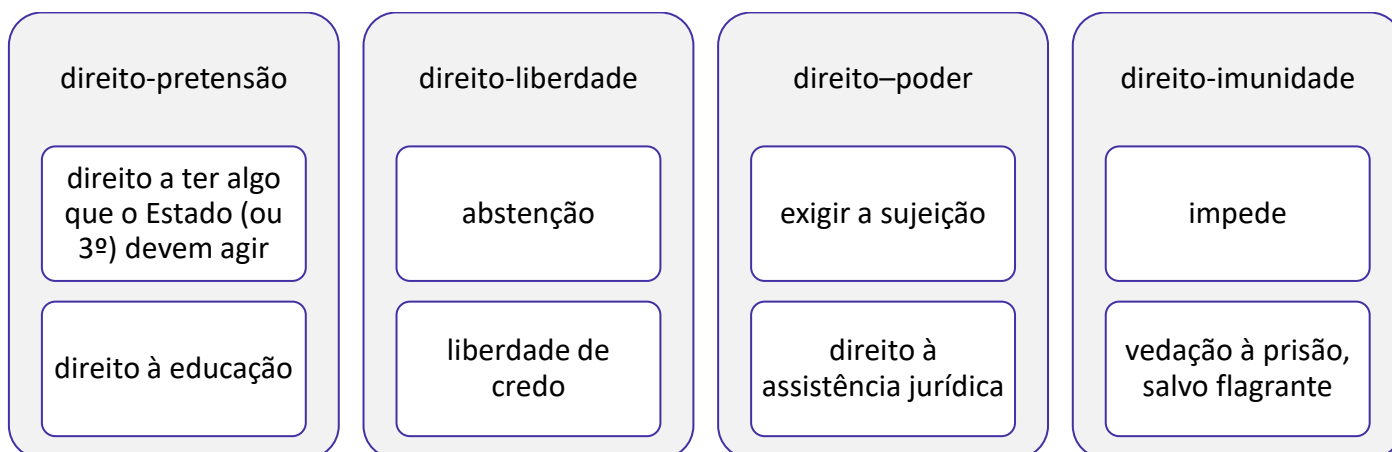 direito-pretensão
direito a ter algo
que o Estado (ou
3º) devem agir
direito à educação
direito-liberdade
abstenção
liberdade de
credo
direito–poder
exigir a sujeição
direito à
assistência jurídica
direito-imunidade
impede
vedação à prisão,
salvo flagrante